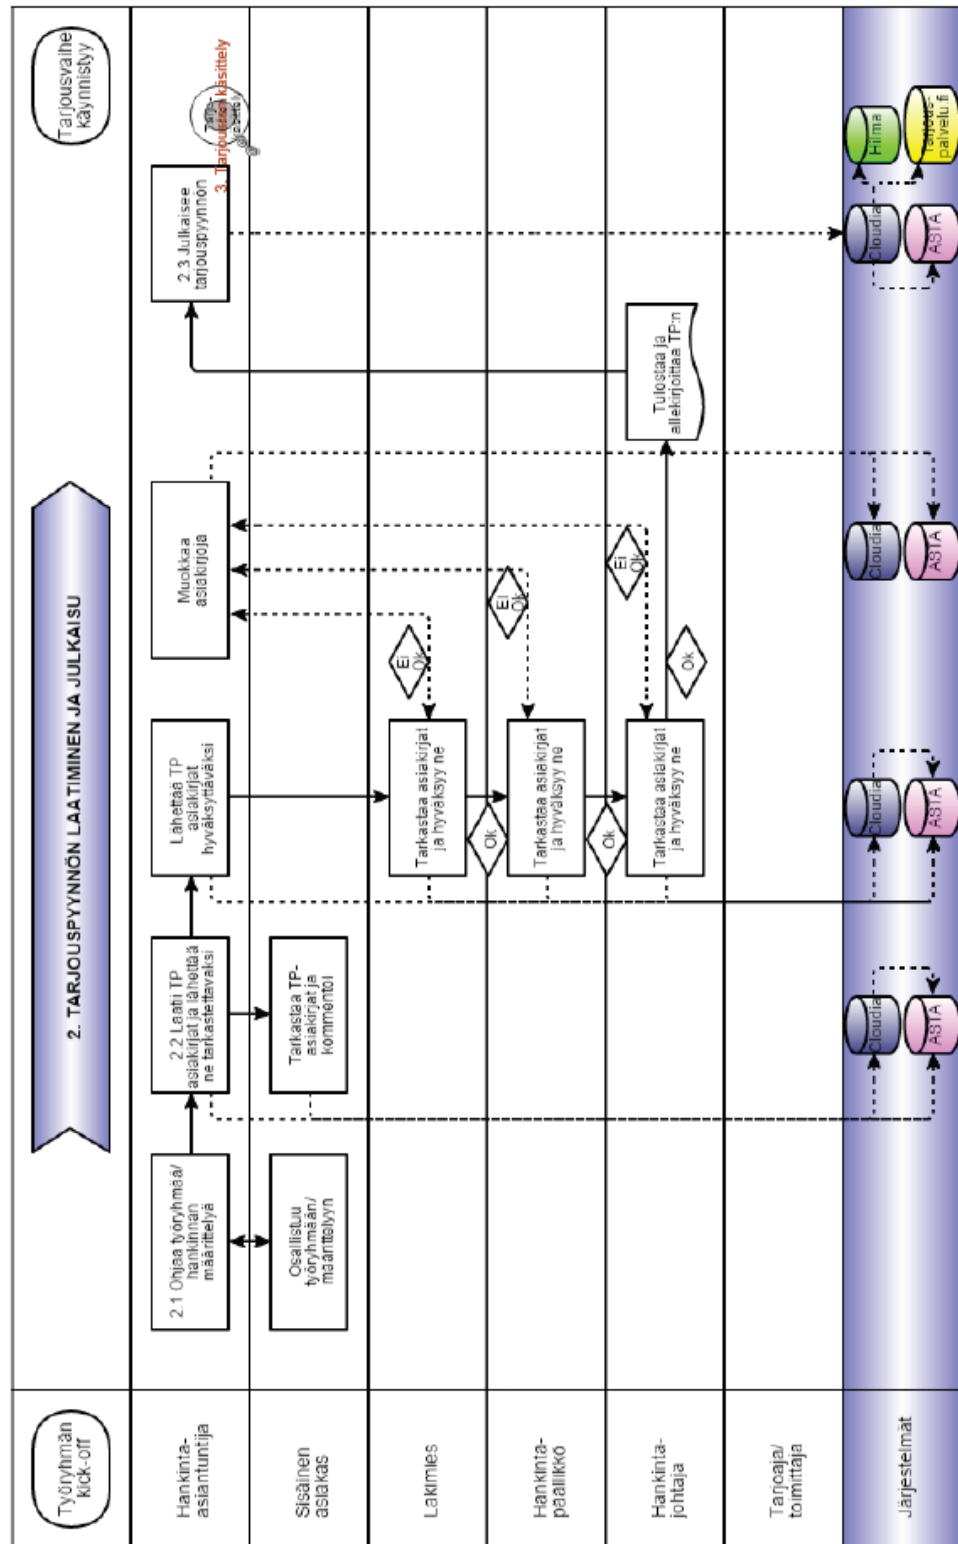 Työryhmän
kick-off
2. TARJOUSPYYNNÖN LAATIMINEN JA JULKAISU
Tarjousvaihe
käynnistyy
Hankinta-
asiantuntija
2.1 Ohjaa työryhmää/
hankinnan
määrittelyä
2.2 Laatii TP
asiakirjat ja lähettää
ne tarkastettavaksi
Lähettää TP
asiakirjat
hyväksyttäväksi
Muokkaa
asiakirjoja
2.3 Julkaisee
tarjouspyynnön
3. Tarjousten käsittely
Sisäinen
asiakas
Osallistuu
työryhmään/
määrittelyyn
Tarkastaa TP-
asiakirjat ja
kommentoi
Lakimies
Tarkastaa asiakirjat
ja hyväksyy ne
Ei
Ok
Ok
Hankinta-
päällikkö
Tarkastaa asiakirjat
ja hyväksyy ne
Ei
Ok
Ok
Hankinta-
johtaja
Tarkastaa asiakirjat
ja hyväksyy ne
Ei
Ok
Ok
Tulostaa ja
allekirjoittaa TP:n
Tarjoaja/
toimittaja
Järjestelmät
Cloudia
ASTA
Cloudia
ASTA
Cloudia
ASTA
Cloudia
ASTA
Hilma
Tarjous-
palvelu.fi